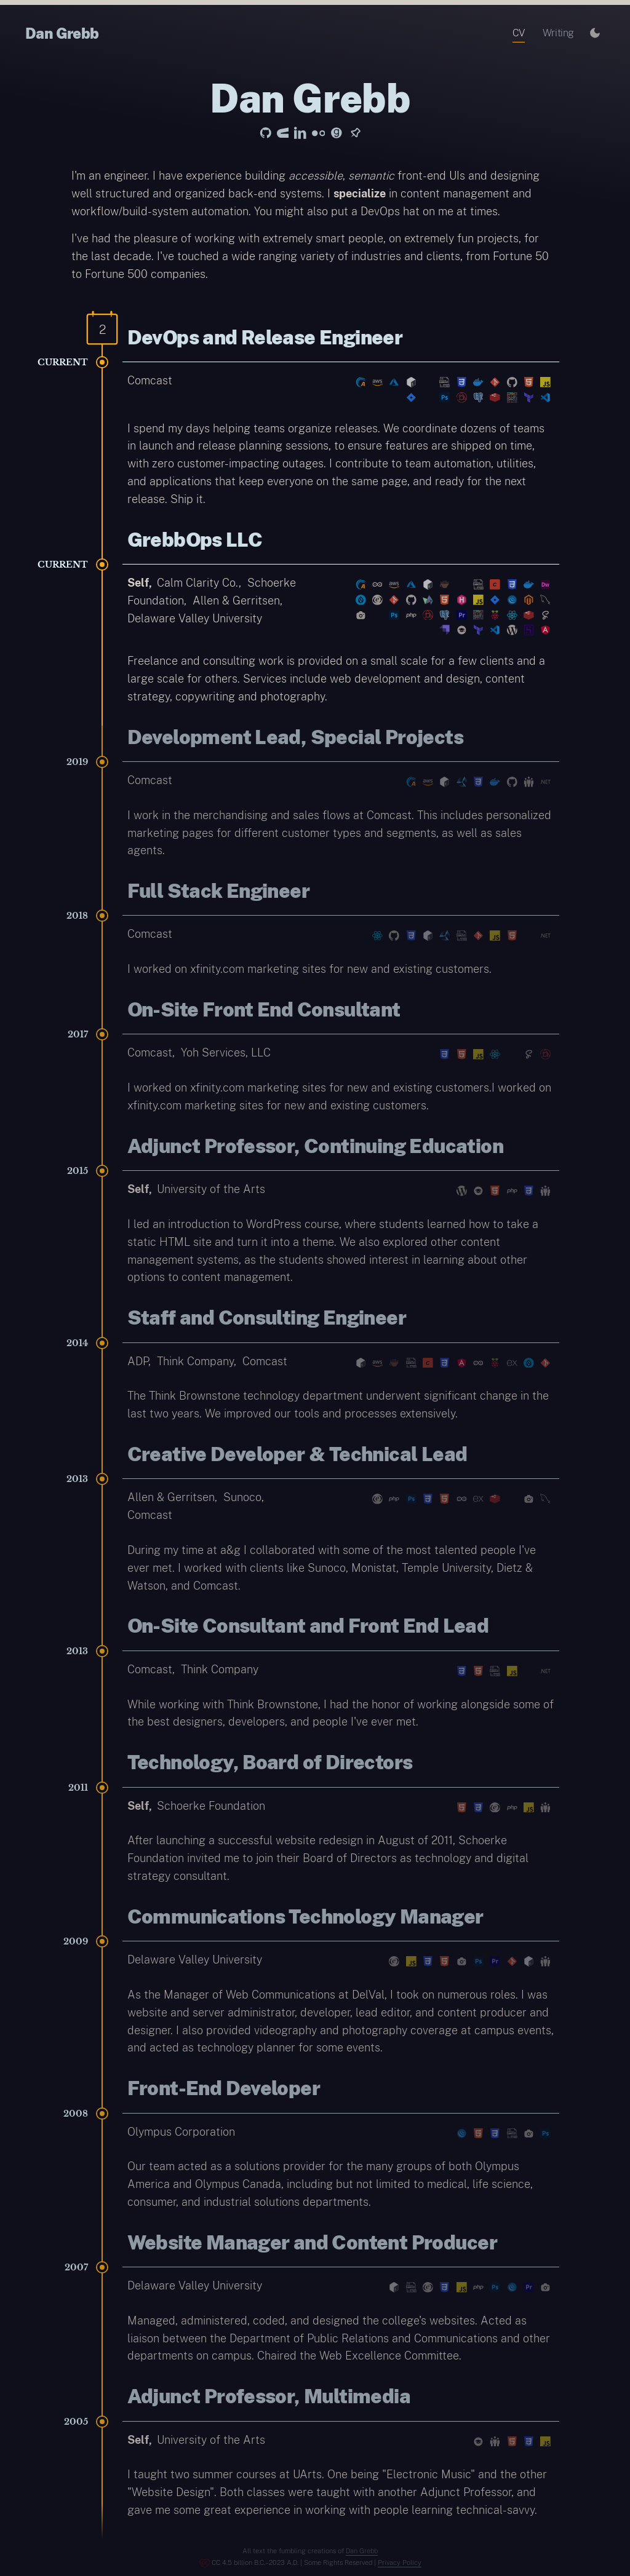 Dan Grebb
CV Writing
Dan Grebb
I'm an engineer. I have experience building accessible, semantic front-end UIs and designing
well structured and organized back-end systems. I specialize in content management and
workflow/build-system automation. You might also put a DevOps hat on me at times.
I've had the pleasure of working with extremely smart people, on extremely fun projects, for
the last decade. I've touched a wide ranging variety of industries and clients, from Fortune 50
to Fortune 500 companies.
2
DevOps and Release Engineer
CURRENT
Comcast
I spend my days helping teams organize releases. We coordinate dozens of teams
in launch and release planning sessions, to ensure features are shipped on time,
with zero customer-impacting outages. I contribute to team automation, utilities,
and applications that keep everyone on the same page, and ready for the next
release. Ship it.
GrebbOps LLC
CURRENT
Self, Calm Clarity Co., Schoerke
Foundation, Allen & Gerritsen,
Delaware Valley University
Freelance and consulting work is provided on a small scale for a few clients and a
large scale for others. Services include web development and design, content
strategy, copywriting and photography.
Development Lead, Special Projects
2019
Comcast
I work in the merchandising and sales flows at Comcast. This includes personalized
marketing pages for different customer types and segments, as well as sales
agents.
Full Stack Engineer
2018
Comcast
I worked on xfinity.com marketing sites for new and existing customers.
On-Site Front End Consultant
2017
Comcast, Yoh Services, LLC
I worked on xfinity.com marketing sites for new and existing customers.I worked on
xfinity.com marketing sites for new and existing customers.
Adjunct Professor, Continuing Education
2015
Self, University of the Arts
I led an introduction to WordPress course, where students learned how to take a
static HTML site and turn it into a theme. We also explored other content
management systems, as the students showed interest in learning about other
options to content management.
Staff and Consulting Engineer
2014
ADP, Think Company, Comcast
The Think Brownstone technology department underwent significant change in the
last two years. We improved our tools and processes extensively.
Creative Developer & Technical Lead
2013
Allen & Gerritsen, Sunoco,
Comcast
During my time at a&g I collaborated with some of the most talented people I've
ever met. I worked with clients like Sunoco, Monistat, Temple University, Dietz &
Watson, and Comcast.
On-Site Consultant and Front End Lead
2013
Comcast, Think Company
While working with Think Brownstone, I had the honor of working alongside some of
the best designers, developers, and people I've ever met.
Technology, Board of Directors
2011
Self, Schoerke Foundation
After launching a successful website redesign in August of 2011, Schoerke
Foundation invited me to join their Board of Directors as technology and digital
strategy consultant.
Communications Technology Manager
2009
Delaware Valley University
As the Manager of Web Communications at DelVal, I took on numerous roles. I was
website and server administrator, developer, lead editor, and content producer and
designer. I also provided videography and photography coverage at campus events,
and acted as technology planner for some events.
Front-End Developer
2008
Olympus Corporation
Our team acted as a solutions provider for the many groups of both Olympus
America and Olympus Canada, including but not limited to medical, life science,
consumer, and industrial solutions departments.
Website Manager and Content Producer
2007
Delaware Valley University
Managed, administered, coded, and designed the college's websites. Acted as
liaison between the Department of Public Relations and Communications and other
departments on campus. Chaired the Web Excellence Committee.
Adjunct Professor, Multimedia
2005
Self, University of the Arts
I taught two summer courses at UArts. One being "Electronic Music" and the other
"Website Design". Both classes were taught with another Adjunct Professor, and
gave me some great experience in working with people learning technical-savvy.
All text the fumbling creations of Dan Grebb
CC 4.5 billion B.C.-2023 A.D. | Some Rights Reserved | Privacy Policy